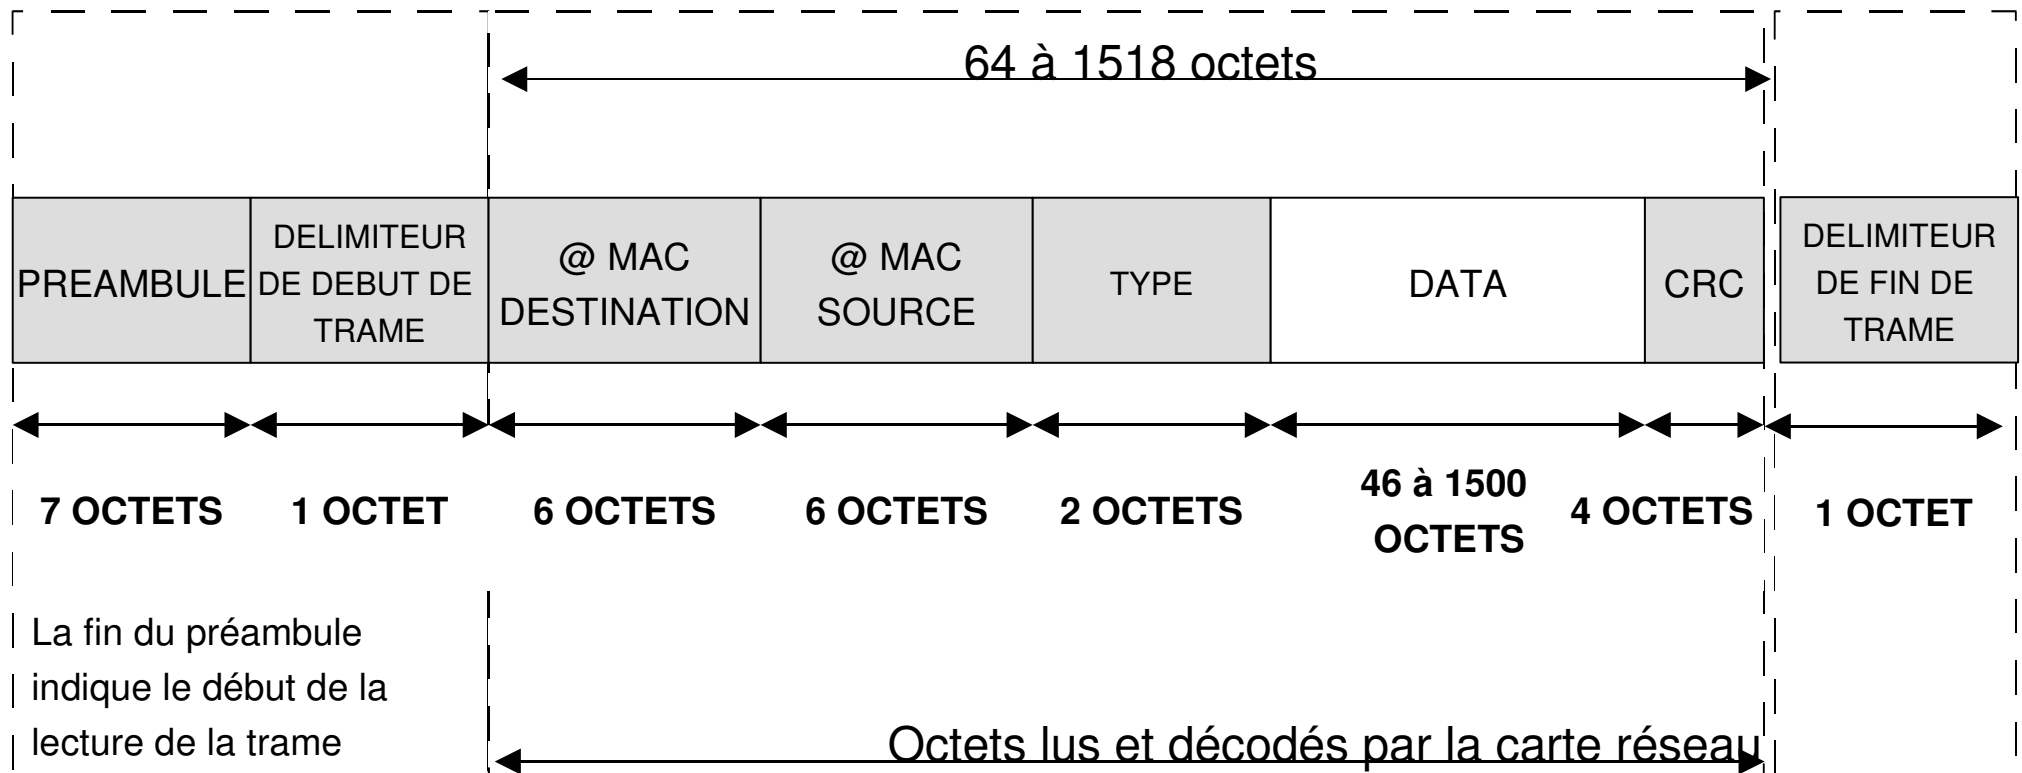 64 à 1518 octets
PREAMBULE
DELIMITEUR
DE DEBUT DE
TRAME
@ MAC
DESTINATION
@ MAC
SOURCE
TYPE
DATA
CRC
DELIMITEUR
DE FIN DE
TRAME
7 OCTETS
1 OCTET
6 OCTETS
6 OCTETS
2 OCTETS
46 à 1500
OCTETS
4 OCTETS
1 OCTET
La fin du préambule
indique le début de la
lecture de la trame
Octets lus et décodés par la carte réseau